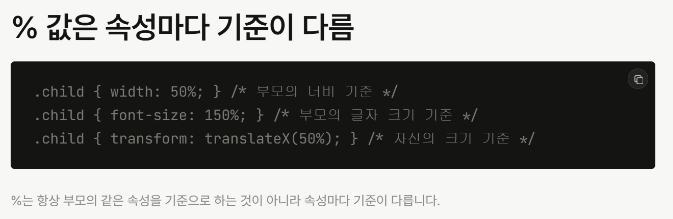 % 값은 속성마다 기준이 다름
.child { width: 50%; } /* 부모의 너비 기준 */
.child { font-size: 150%; } /* 부모의 글자 크기 기준 */
.child { transform: translateX(50%); } /* 자신의 크기 기준 */
%는 항상 부모의 같은 속성을 기준으로 하는 것이 아니라 속성마다 기준이 다릅니다.